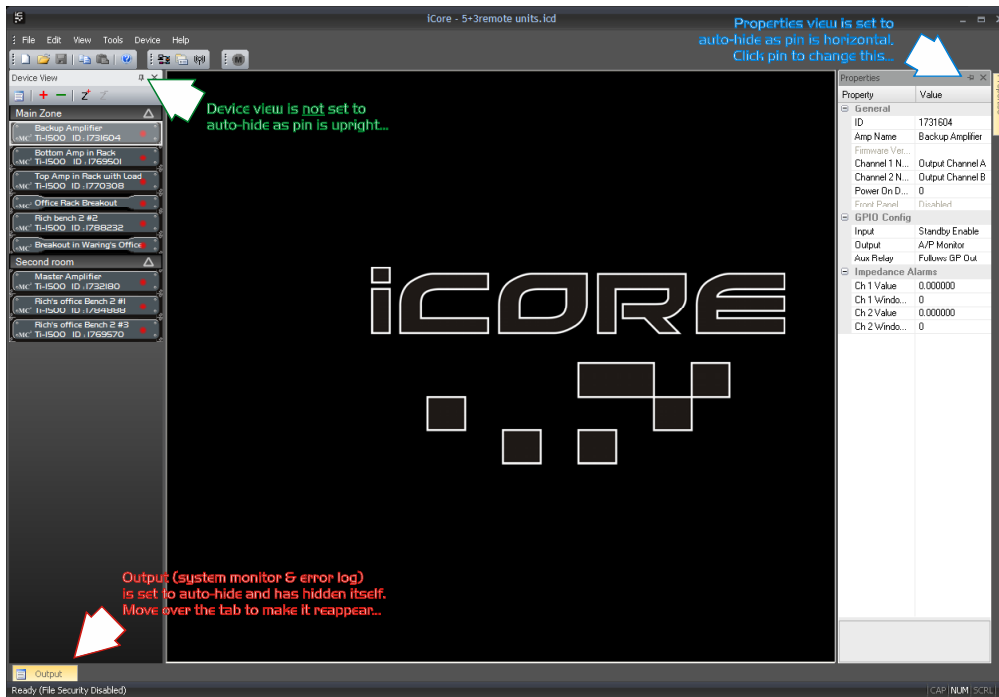 iCore - 5+3remote units.icd
File Edit View Tools Device Help
Properties view is set to
auto-hide as pin is horizontal.
Click pin to change this...
Device View
Device view is not set to
auto-hide as pin is upright...
Main Zone
Backup Amplifier
Ti-1500 ID : 1731604
Bottom Amp in Rack
Ti-1500 ID : 1769501
Top Amp in Rack with Load
Ti-1500 ID : 1770308
Office Rack Breakout
Rich bench 2 #2
Ti-1500 ID : 1788232
Breakout in Waring's Office
Second room
Master Amplifier
Ti-1500 ID : 1732180
Rich's office Bench 2 #1
Ti-1500 ID : 1784888
Rich's office Bench 2 #3
Ti-1500 ID : 1769570
iCORE
Properties
Property Value
General
ID 1731604
Amp Name Backup Amplifier
Firmware Ver...
Channel 1 N... Output Channel A
Channel 2 N... Output Channel B
Power On D... 0
Front Panel Disabled
GPIO Config
Input Standby Enable
Output A/P Monitor
Aux Relay Follows GP Out
Impedance Alarms
Ch 1 Value 0.000000
Ch 1 Windo... 0
Ch 2 Value 0.000000
Ch 2 Windo... 0
Output (system monitor & error log)
is set to auto-hide and has hidden itself.
Move over the tab to make it reappear...
Output
Ready (File Security Disabled)
CAP NUM SCRL